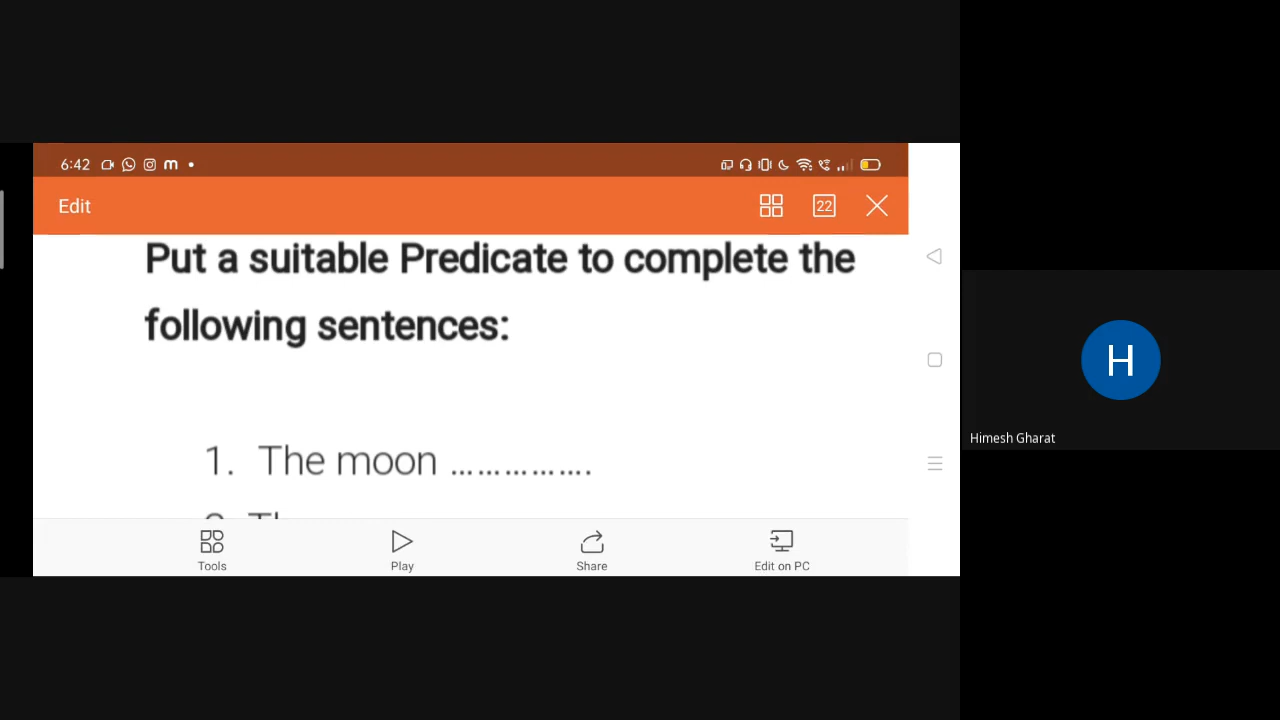 6:42
Edit
22
Put a suitable Predicate to complete the
following sentences:
1. The moon …………….
Tools
Play
Share
Edit on PC
H
Himesh Gharat